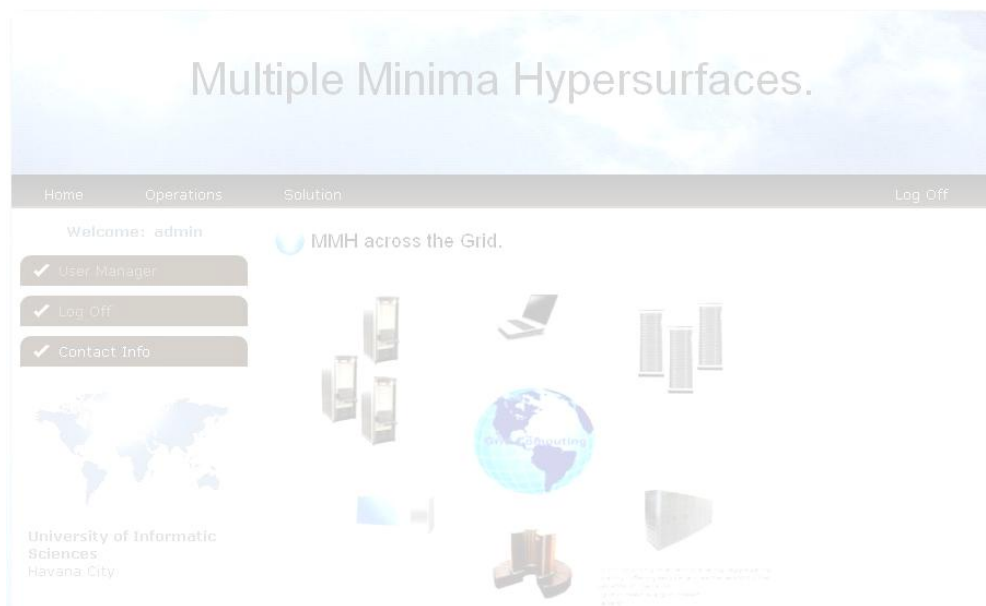 Multiple Minima Hypersurfaces.
Home Operations Solution Log Off
Welcome: admin
MMH across the Grid.
User Manager
Log Off
Contact Info
Grid Computing
University of Informatic
Sciences
Havana City